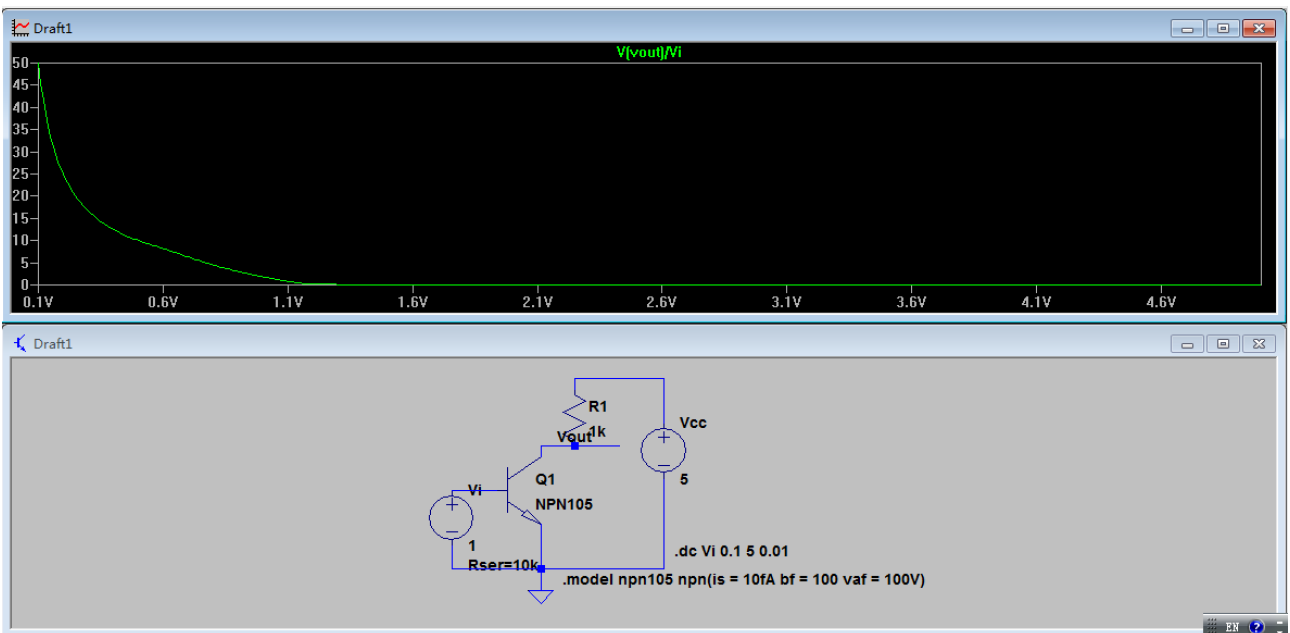 Draft1
V(vout)/Vi
50
45
40
35
30
25
20
15
10
5
0
0.1V 0.6V 1.1V 1.6V 2.1V 2.6V 3.1V 3.6V 4.1V 4.6V
Draft1
R1
1k
Vout
Vcc
5
Vi
Q1
NPN105
1
Rser=10k
.dc Vi 0.1 5 0.01
.model npn105 npn(is = 10fA bf = 100 vaf = 100V)
EN ?